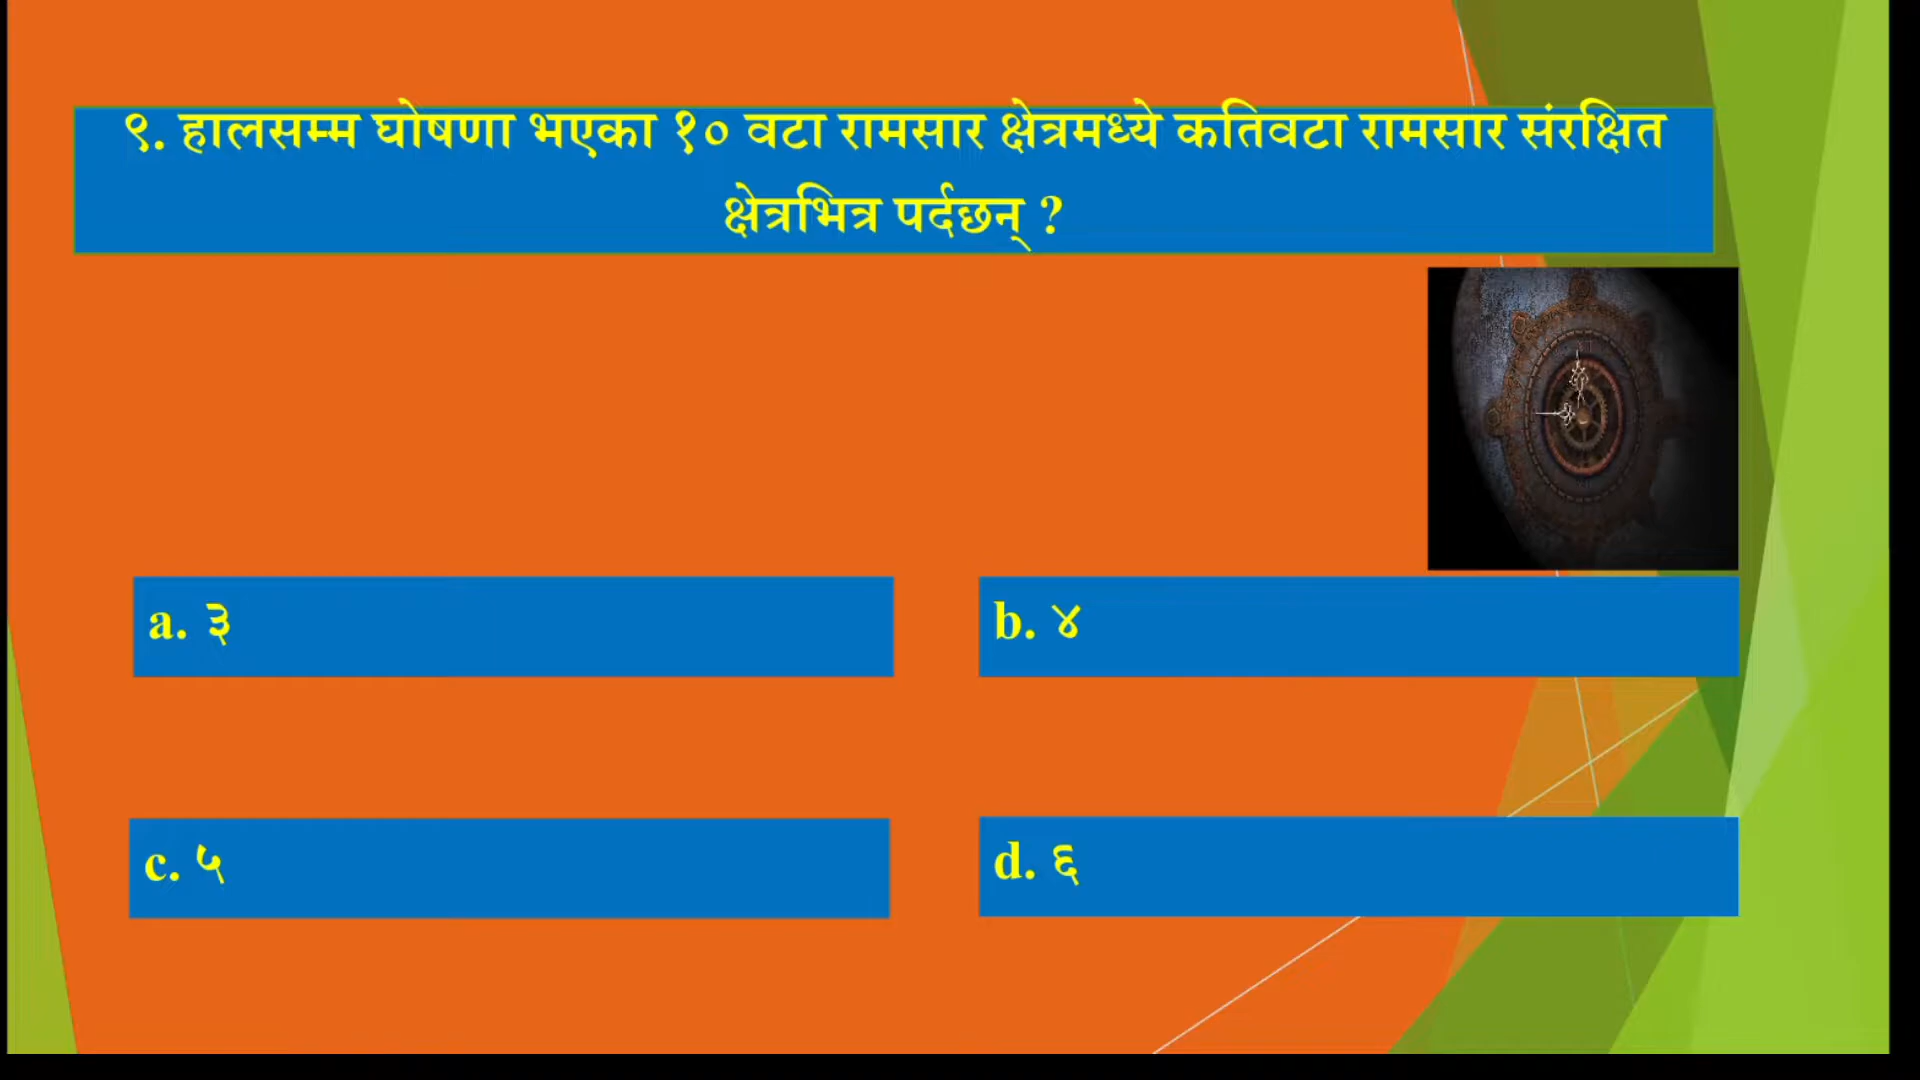 ९. हालसम्म घोषणा भएका १० वटा रामसार क्षेत्रमध्ये कतिवटा रामसार संरक्षित
क्षेत्रभित्र पर्दछन् ?
a. ३
b. ४
c. ५
d. ६